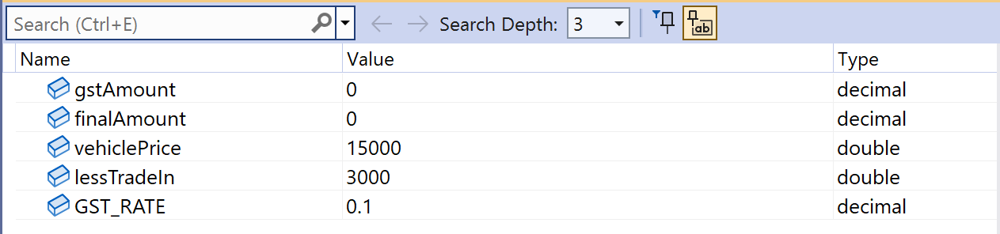 Search (Ctrl+E) Search Depth: 3 ab
Name Value Type
gstAmount 0 decimal
finalAmount 0 decimal
vehiclePrice 15000 double
lessTradeIn 3000 double
GST_RATE 0.1 decimal